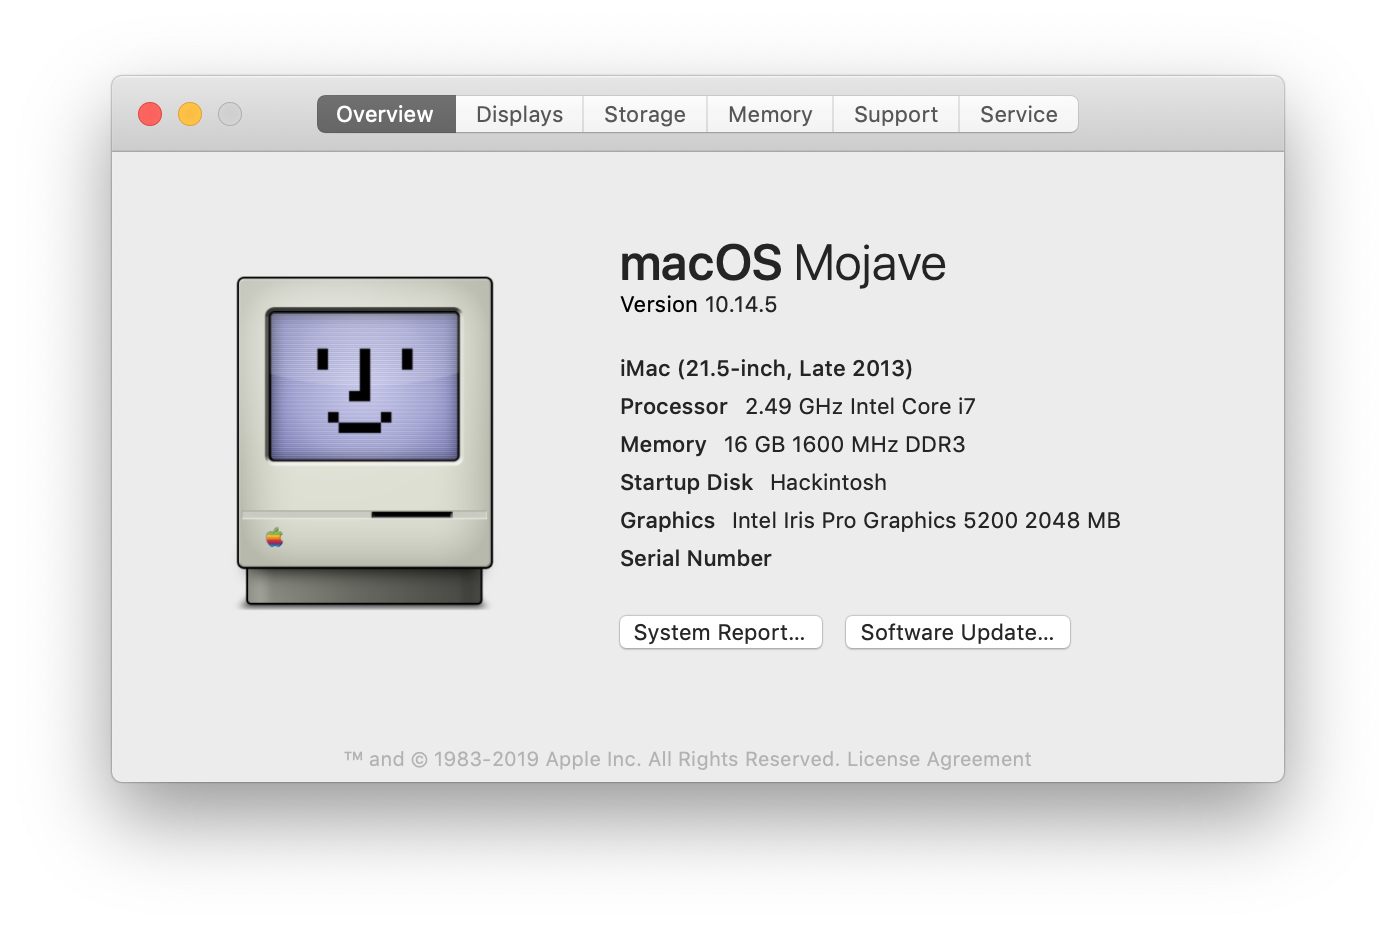 Overview Displays Storage Memory Support Service
macOS Mojave
Version 10.14.5
iMac (21.5-inch, Late 2013)
Processor 2.49 GHz Intel Core i7
Memory 16 GB 1600 MHz DDR3
Startup Disk Hackintosh
Graphics Intel Iris Pro Graphics 5200 2048 MB
Serial Number
System Report... Software Update...
™ and © 1983-2019 Apple Inc. All Rights Reserved. License Agreement